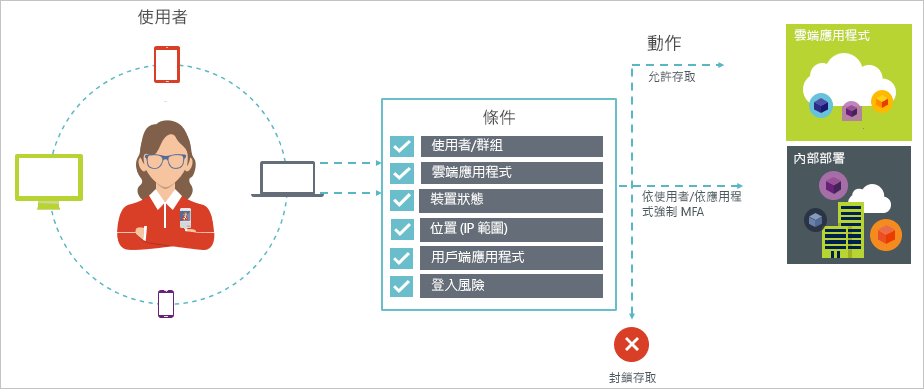 使用者
條件
使用者/群組
雲端應用程式
裝置狀態
位置 (IP 範圍)
用戶端應用程式
登入風險
動作
允許存取
依使用者/依應用程
式強制 MFA
封鎖存取
雲端應用程式
內部部署